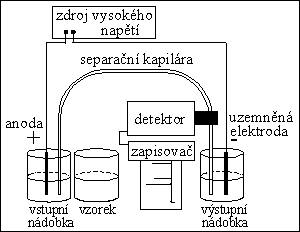 zdroj vysokého
napětí
separační kapilára
anoda
+
detektor
uzemněná
elektroda
-
zapisovač
vstupní
nádobka
vzorek
výstupní
nádobka